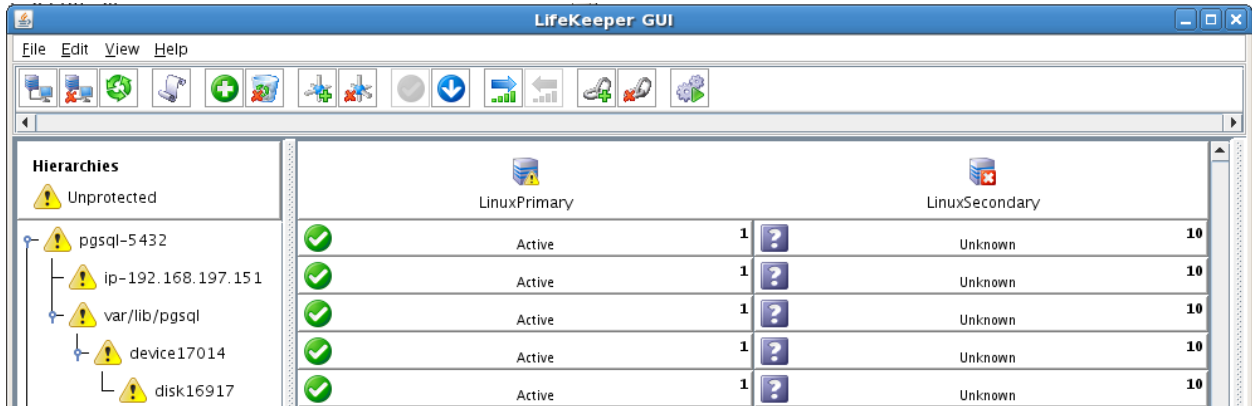 LifeKeeper GUI
File Edit View Help
Hierarchies
Unprotected
LinuxPrimary
LinuxSecondary
pgsql-5432
Active 1
Unknown 10
ip-192.168.197.151
Active 1
Unknown 10
var/lib/pgsql
Active 1
Unknown 10
device17014
Active 1
Unknown 10
disk16917
Active 1
Unknown 10